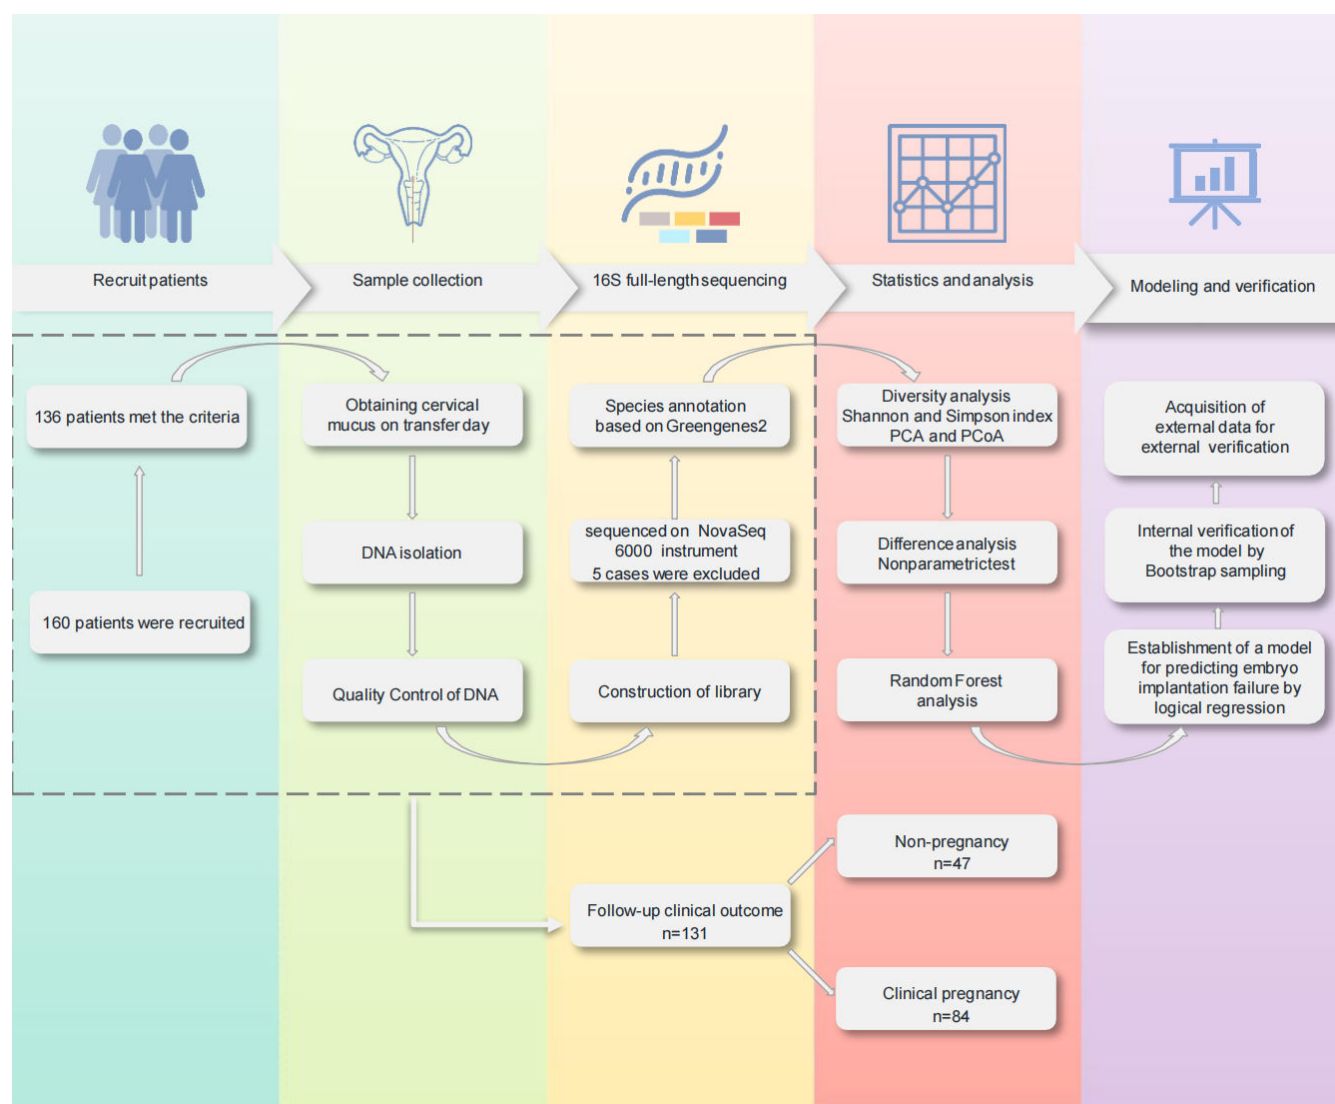 Recruit patients
Sample collection
16S full-length sequencing
Statistics and analysis
Modeling and verification
136 patients met the criteria
160 patients were recruited
Obtaining cervical
mucus on transfer day
DNA isolation
Quality Control of DNA
Species annotation
based on Greengenes2
sequenced on NovaSeq
6000 instrument
5 cases were excluded
Construction of library
Diversity analysis
Shannon and Simpson index
PCA and PCoA
Difference analysis
Nonparametrictest
Random Forest
analysis
Acquisition of
external data for
external verification
Internal verification of
the model by
Bootstrap sampling
Establishment of a model
for predicting embryo
implantation failure by
logical regression
Follow-up clinical outcome
n=131
Non-pregnancy
n=47
Clinical pregnancy
n=84